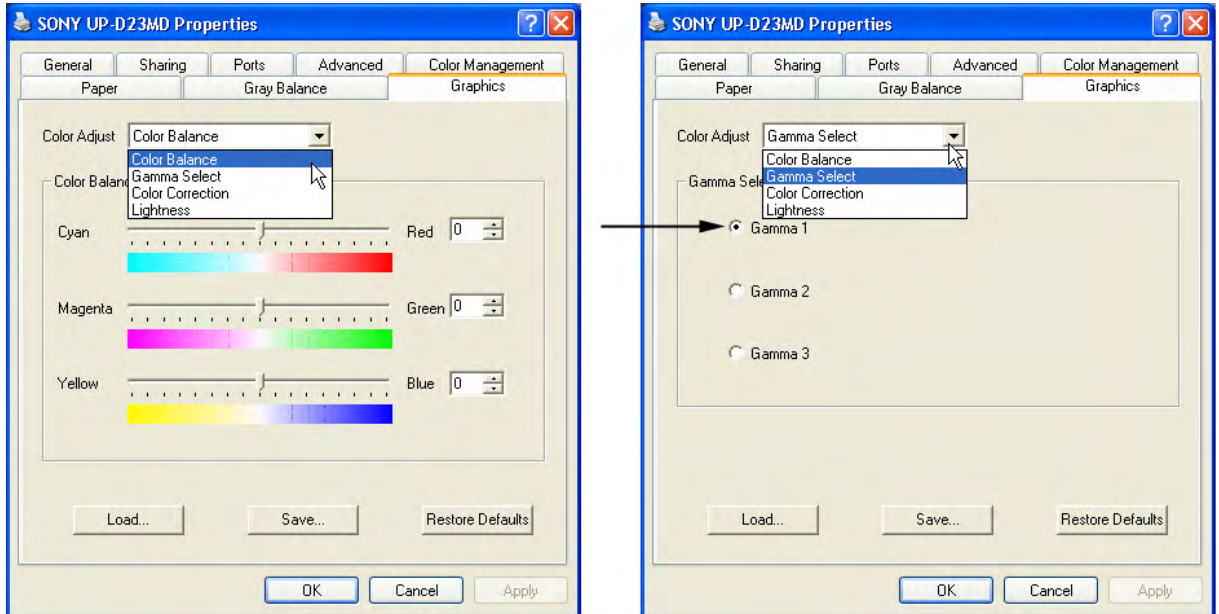 SONY UP-D23MD Properties
General Sharing Ports Advanced Color Management
Paper Gray Balance Graphics
Color Adjust Color Balance
Color Balance
Gamma Select
Color Correction
Lightness
Cyan Red 0
Magenta Green 0
Yellow Blue 0
Load... Save... Restore Defaults
OK Cancel Apply
SONY UP-D23MD Properties
General Sharing Ports Advanced Color Management
Paper Gray Balance Graphics
Color Adjust Gamma Select
Color Balance
Gamma Select
Color Correction
Lightness
Gamma 1
Gamma 2
Gamma 3
Load... Save... Restore Defaults
OK Cancel Apply